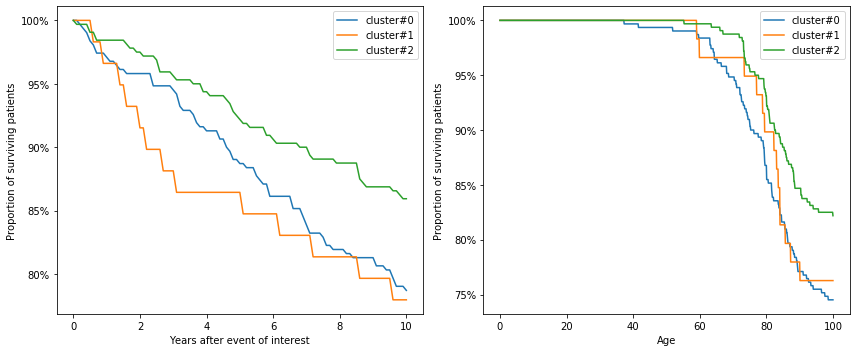 cluster#0
cluster#1
cluster#2
100%
95%
90%
85%
80%
Proportion of surviving patients
0
2
4
6
8
10
Years after event of interest
cluster#0
cluster#1
cluster#2
100%
95%
90%
85%
80%
75%
Proportion of surviving patients
0
20
40
60
80
100
Age